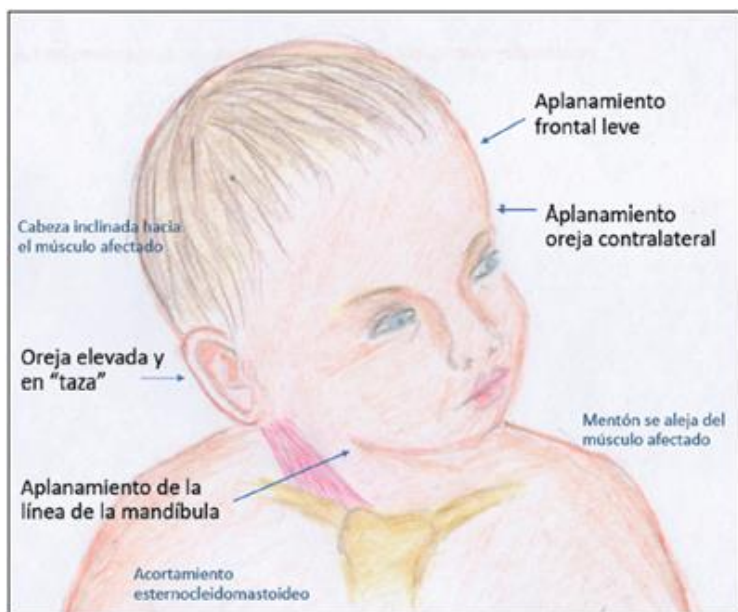 Aplanamiento
frontal leve
Aplanamiento
oreja contralateral
Cabeza inclinada hacia
el músculo afectado
Oreja elevada y
en “taza”
Mentón se aleja del
músculo afectado
Aplanamiento de la
línea de la mandíbula
Acortamiento
esternocleidomastoideo